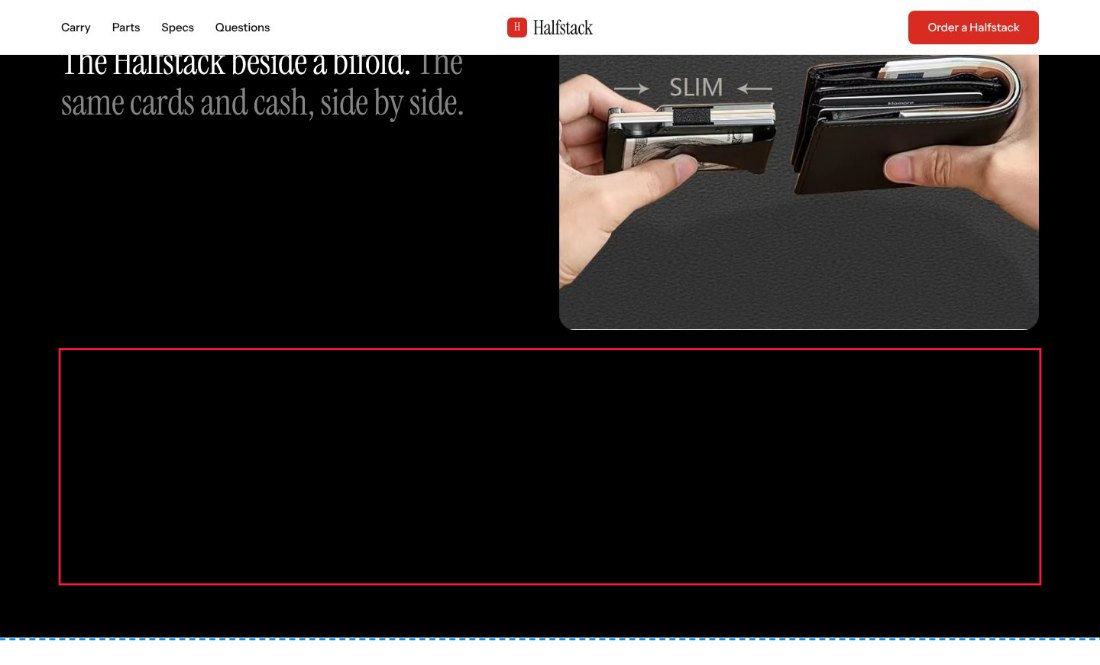 Carry
Parts
Specs
Questions
H
Halfstack
Order a Halfstack
The Halfstack beside a bifold. The
same cards and cash, side by side.
SLIM